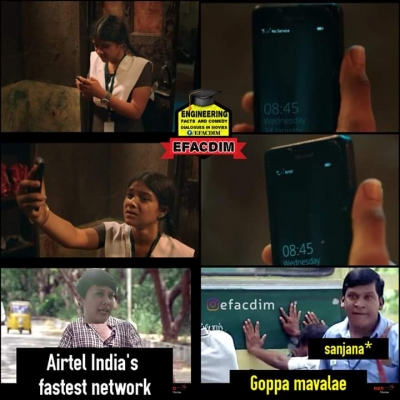 No Service
08:45
Wednesday
ENGINEERING
FACTS AND COMEDY
DIALOGUES IN MOVIES
EFACDIM
EFACDIM
Airtel
08:45
Wednesday
Airtel India's
fastest network
@efacdim
sanjana*
Goppa mavalae